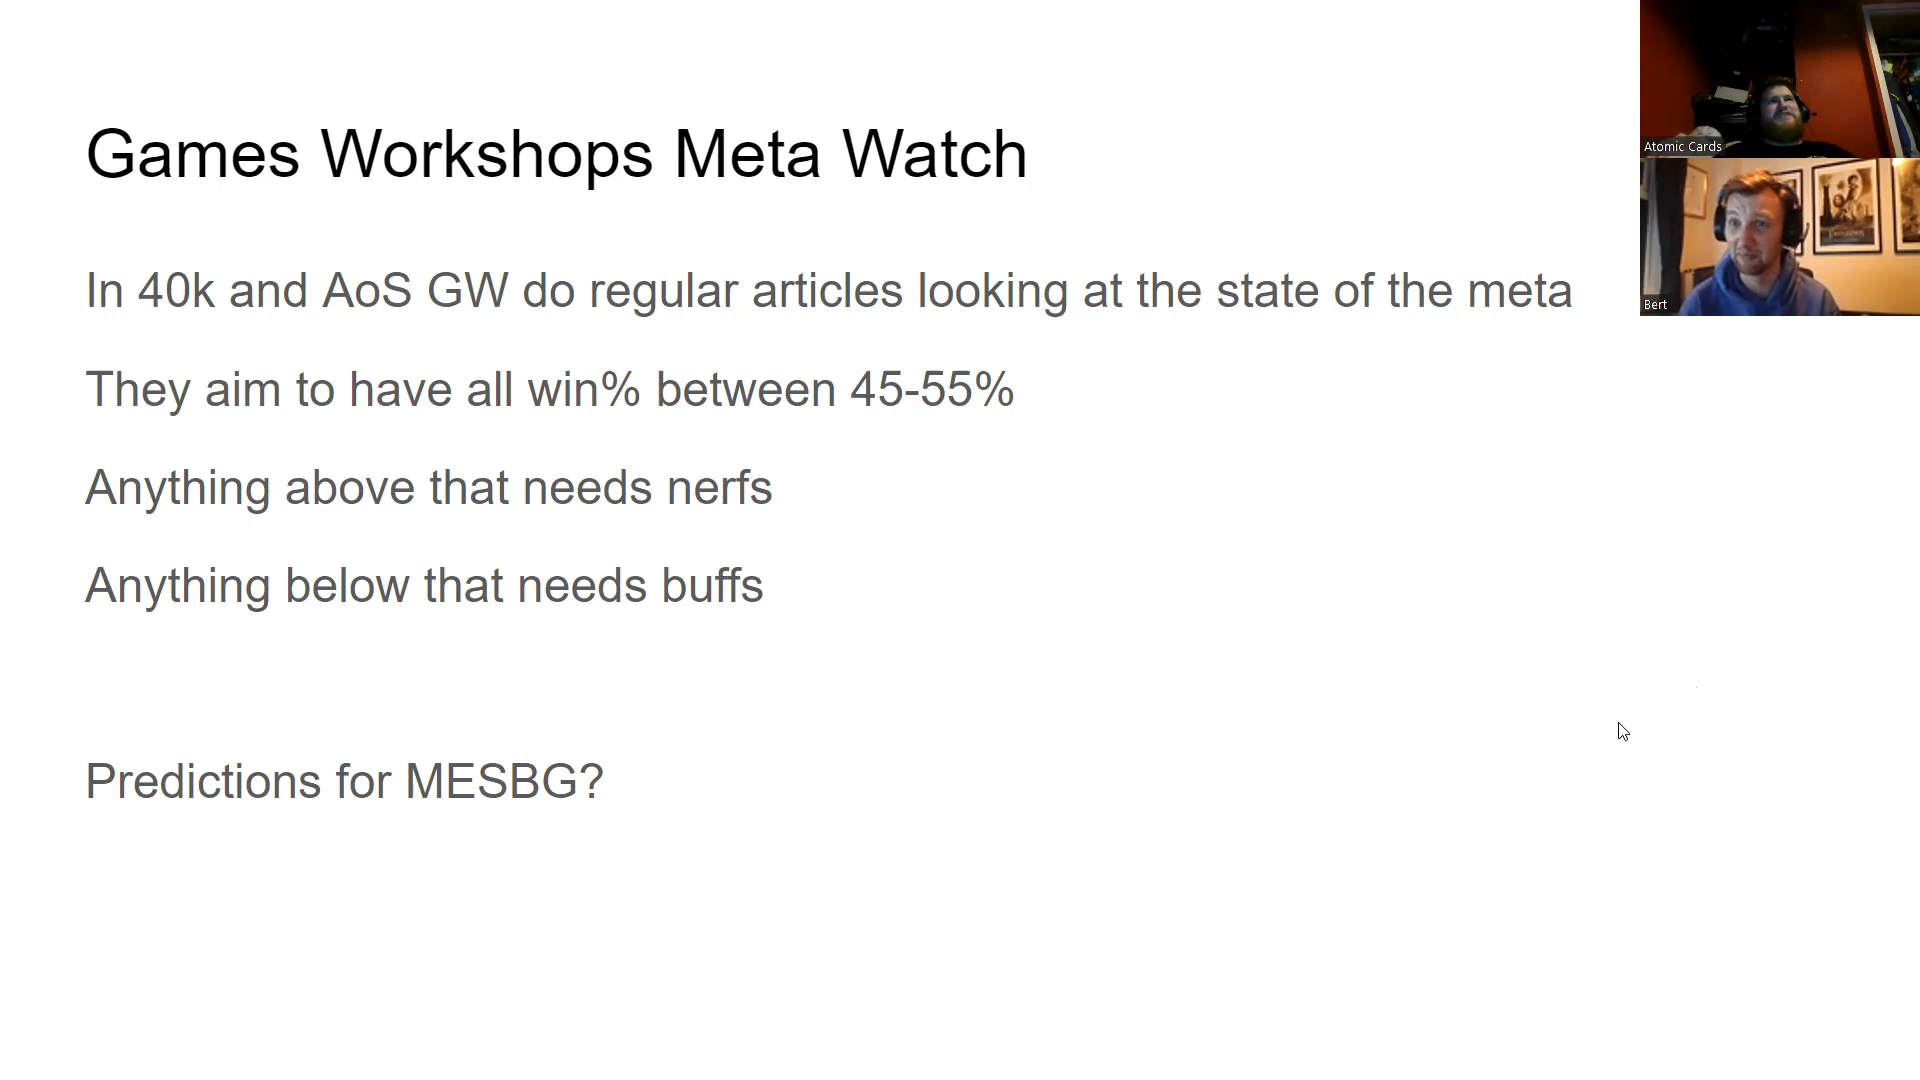 Games Workshops Meta Watch
In 40k and AoS GW do regular articles looking at the state of the meta
They aim to have all win% between 45-55%
Anything above that needs nerfs
Anything below that needs buffs
Predictions for MESBG?
Atomic Cards
Bert